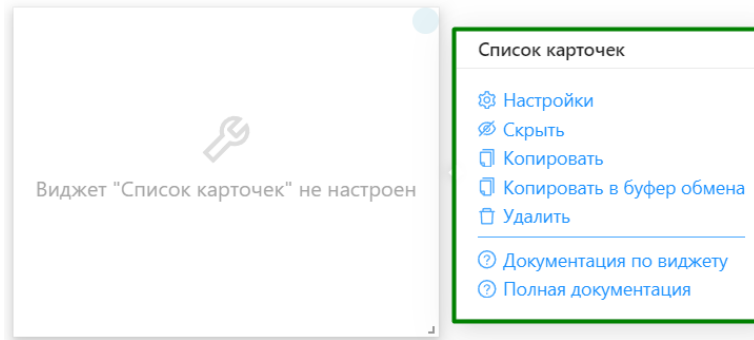 Виджет "Список карточек" не настроен
Список карточек
Настройки
Скрыть
Копировать
Копировать в буфер обмена
Удалить
Документация по виджету
Полная документация